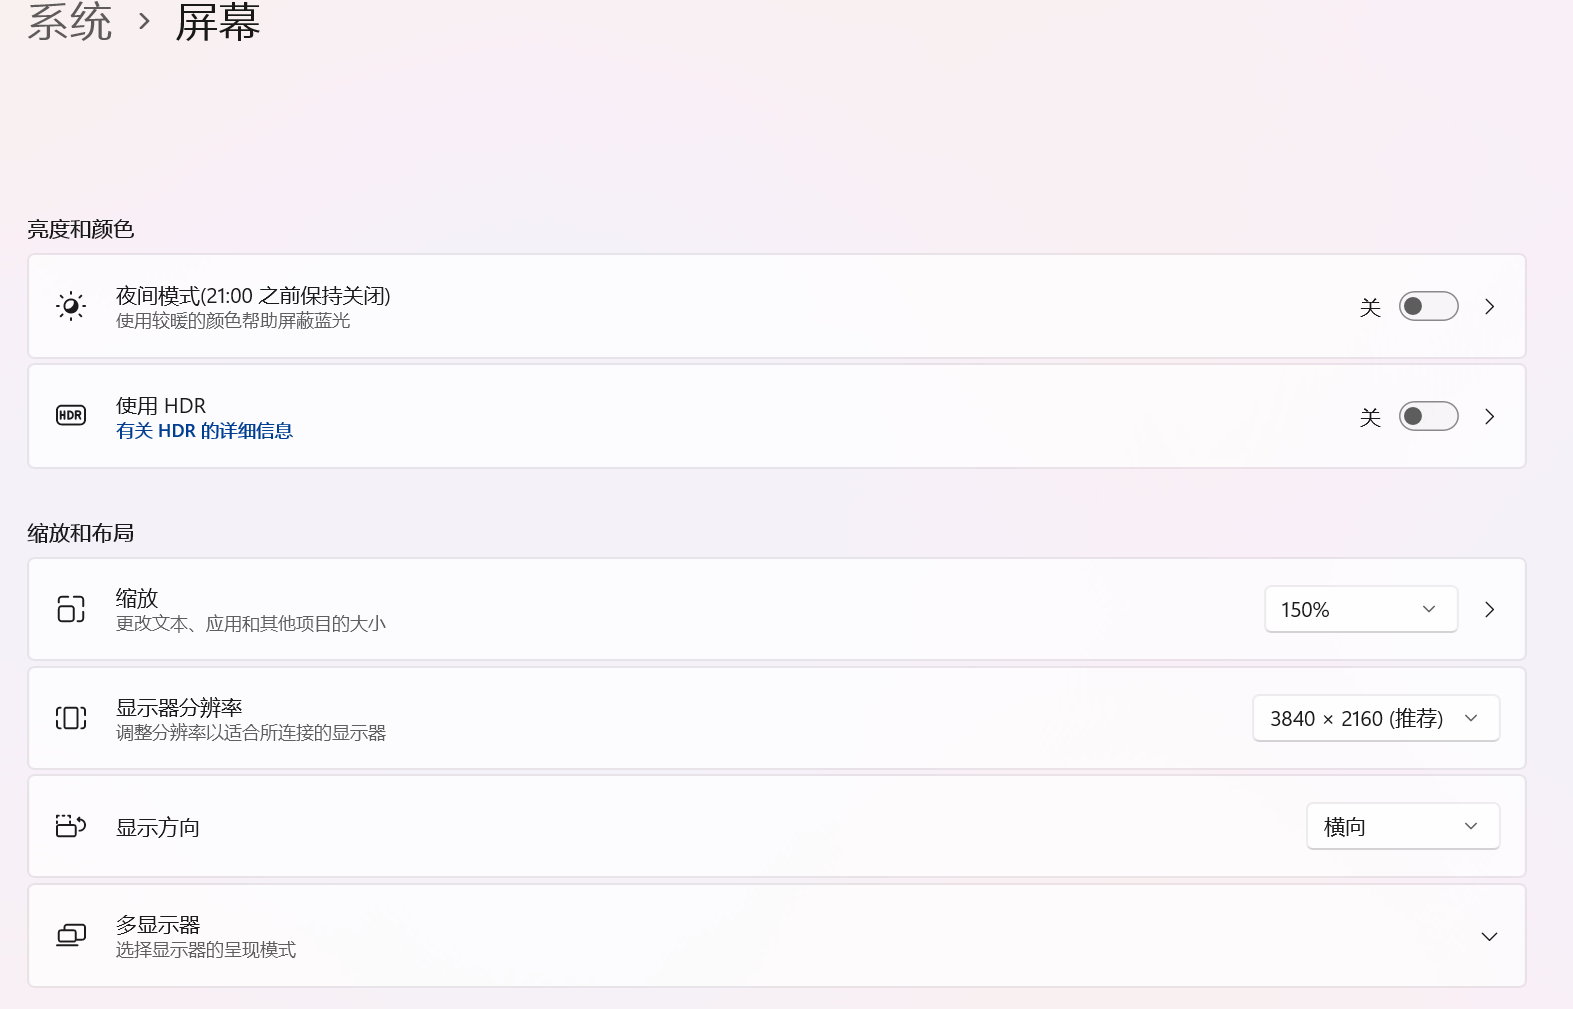 系统 › 屏幕
亮度和颜色
夜间模式(21:00 之前保持关闭)
使用较暖的颜色帮助屏蔽蓝光
关
HDR
使用 HDR
有关 HDR 的详细信息
关
缩放和布局
缩放
更改文本、应用和其他项目的大小
150%
显示器分辨率
调整分辨率以适合所连接的显示器
3840 × 2160 (推荐)
显示方向
横向
多显示器
选择显示器的呈现模式